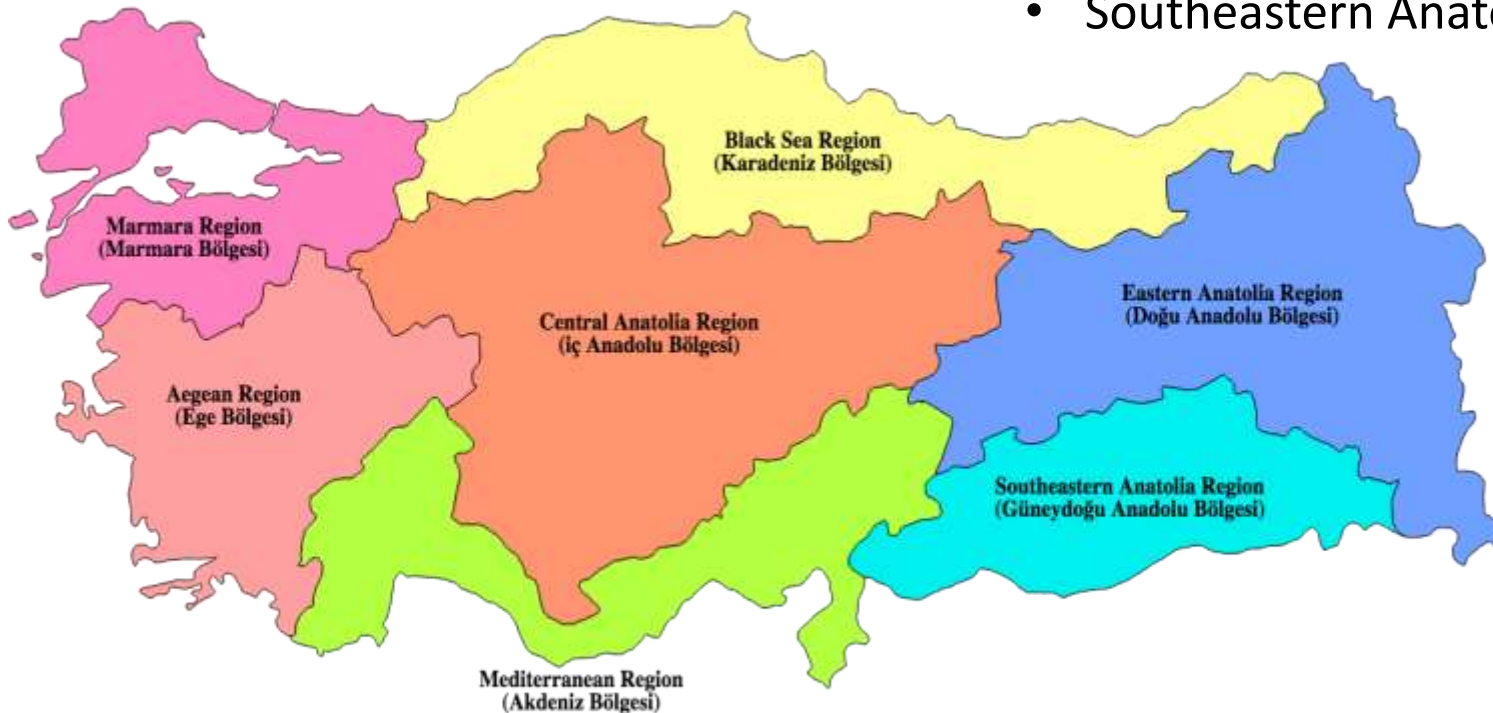 • Southeastern Anato
Black Sea Region
(Karadeniz Bölgesi)
Marmara Region
(Marmara Bölgesi)
Eastern Anatolia Region
(Doğu Anadolu Bölgesi)
Central Anatolia Region
(iç Anadolu Bölgesi)
Aegean Region
(Ege Bölgesi)
Southeastern Anatolia Region
(Güneydoğu Anadolu Bölgesi)
Mediterranean Region
(Akdeniz Bölgesi)